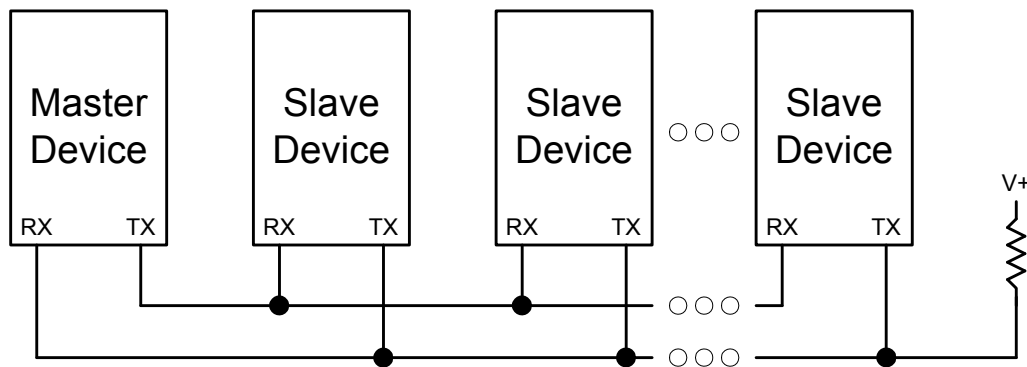 Master
Device
Slave
Device
Slave
Device
Slave
Device
V+
RX TX
RX TX
RX TX
RX TX